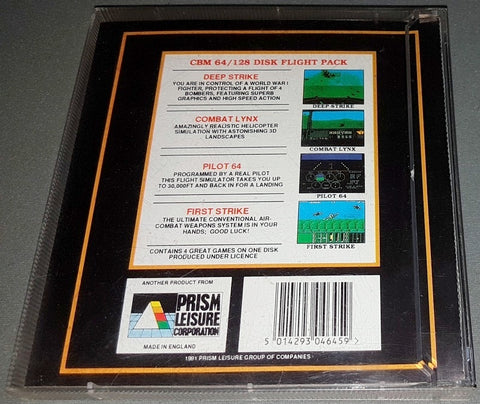 CBM 64/128 DISK FLIGHT PACK
DEEP STRIKE
YOU ARE IN CONTROL OF A WORLD WAR I
FIGHTER, PROTECTING A FLIGHT OF 4
BOMBERS, FEATURING SUPERB
GRAPHICS AND HIGH SPEED ACTION
DEEP STRIKE
COMBAT LYNX
AMAZINGLY REALISTIC HELICOPTER
SIMULATION WITH ASTONISHING 3D
LANDSCAPES
COMBAT LYNX
PILOT 64
PROGRAMMED BY A REAL PILOT
THIS FLIGHT SIMULATOR TAKES YOU UP
TO 30,000FT AND BACK IN FOR A LANDING
PILOT 64
FIRST STRIKE
THE ULTIMATE CONVENTIONAL AIR-
COMBAT WEAPONS SYSTEM IS IN YOUR
HANDS; GOOD LUCK!
FIRST STRIKE
CONTAINS 4 GREAT GAMES ON ONE DISK
PRODUCED UNDER LICENCE
ANOTHER PRODUCT FROM
PRISM
LEISURE
CORPORATION
MADE IN ENGLAND
5 014293 046459 >
1991 PRISM LEISURE GROUP OF COMPANIES